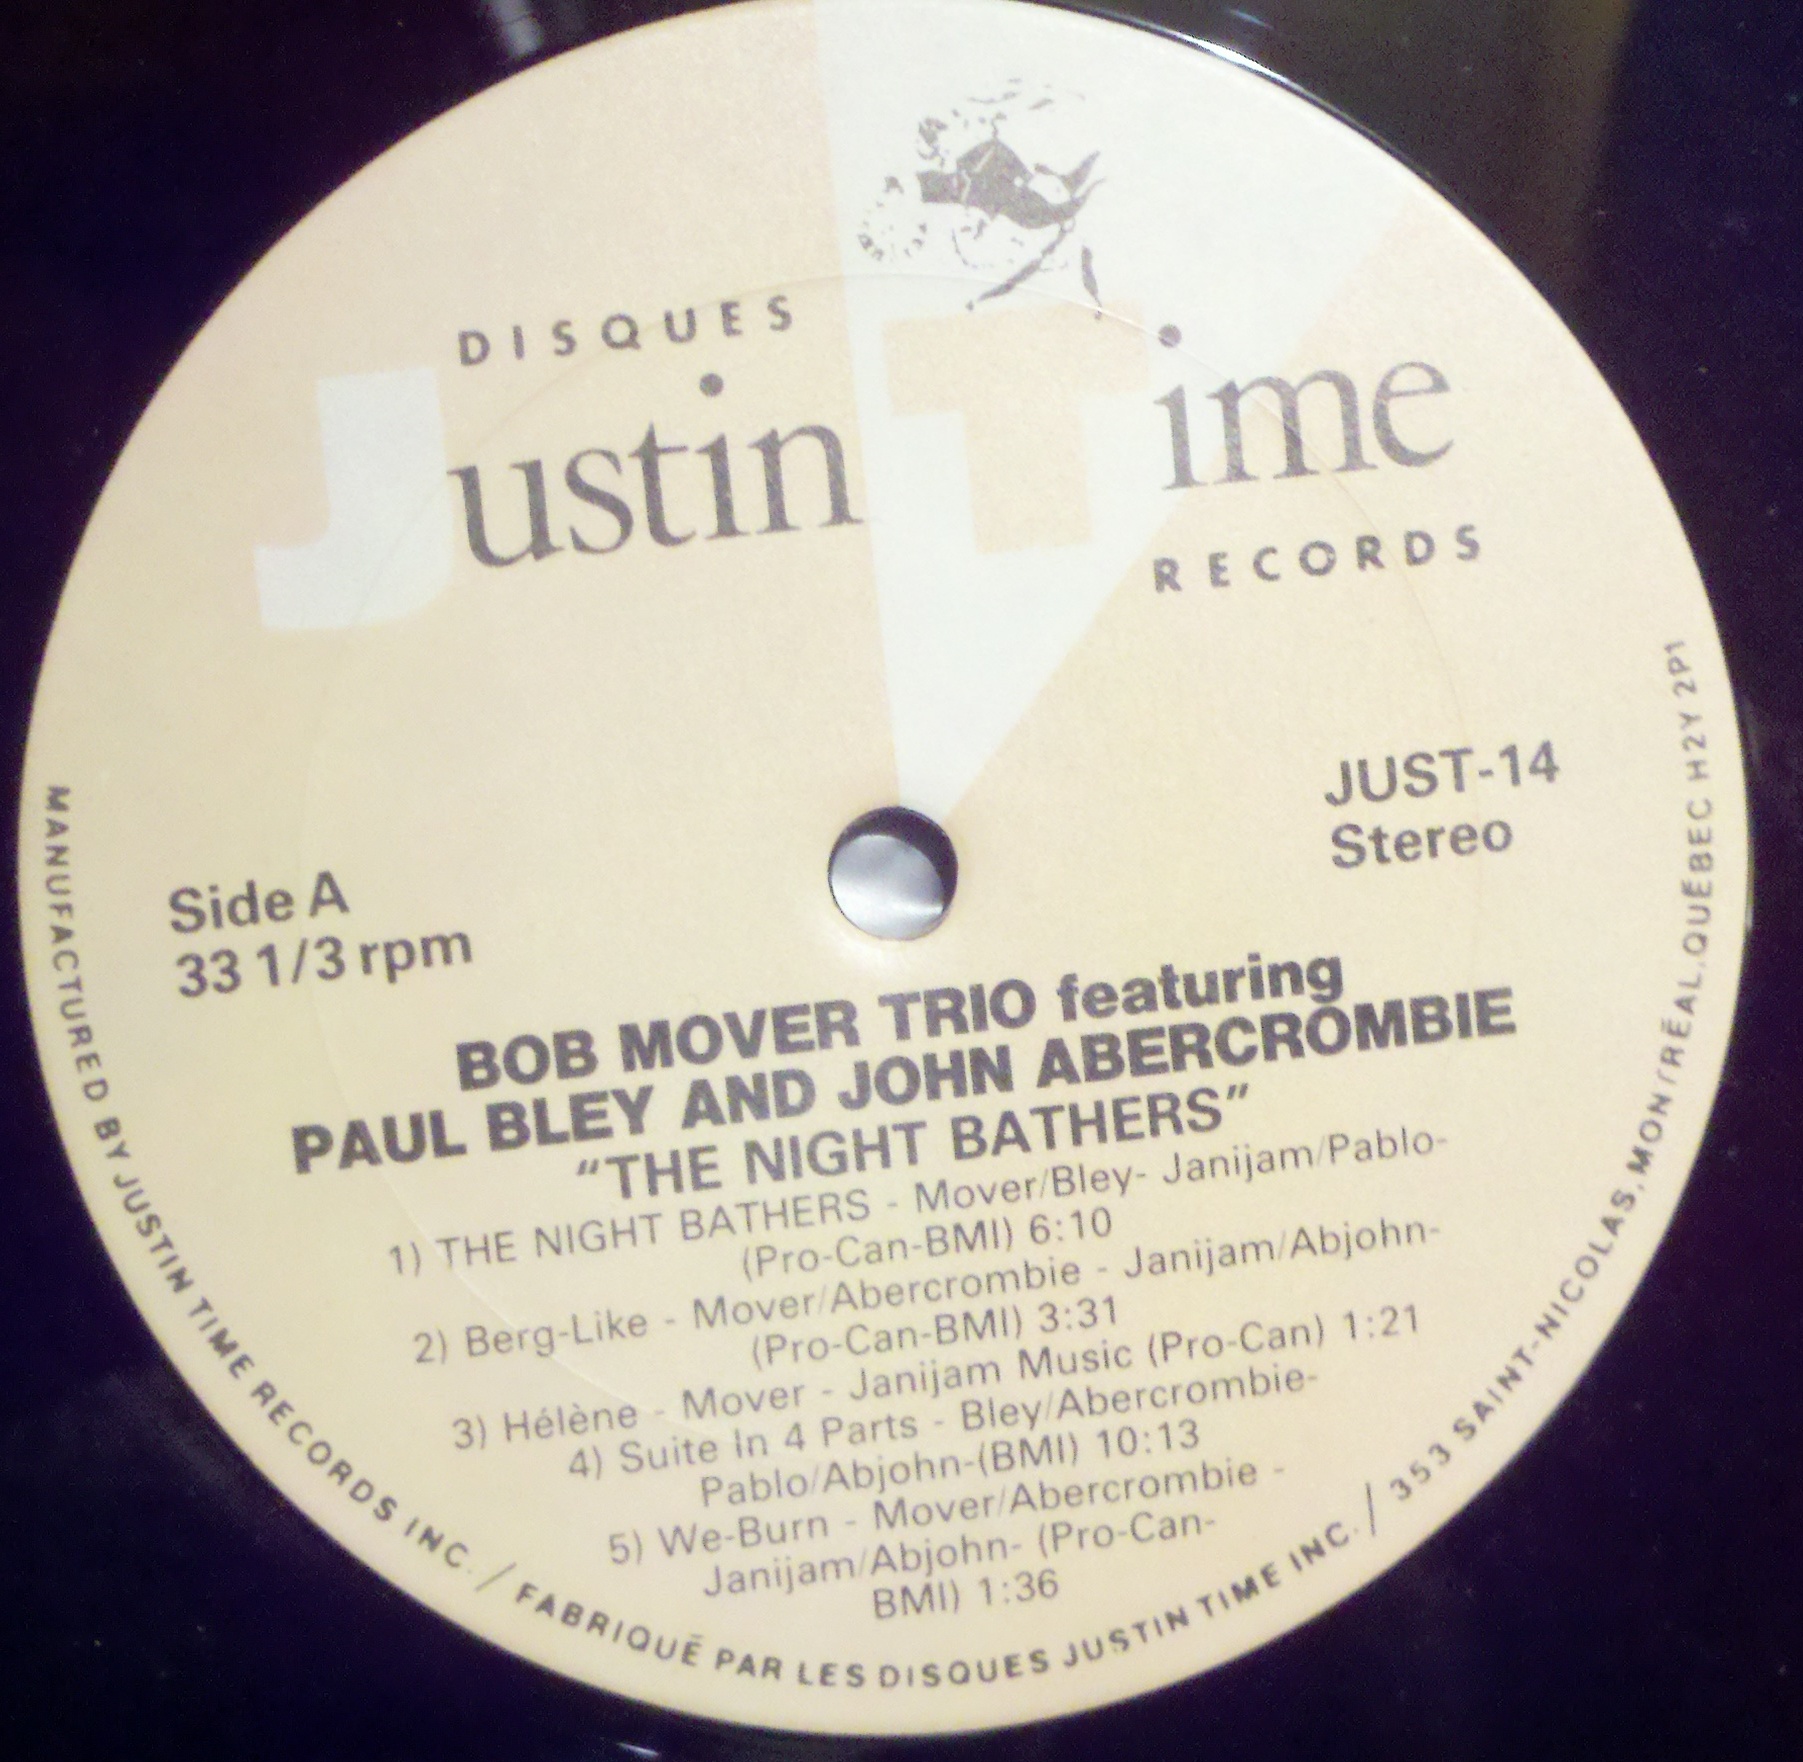 DISQUES
Justin Time
RECORDS
JUST-14
Stereo
Side A
33 1/3 rpm
BOB MOVER TRIO featuring
PAUL BLEY AND JOHN ABERCROMBIE
"THE NIGHT BATHERS"
1) THE NIGHT BATHERS - Mover/Bley- Janijam/Pablo-
(Pro-Can-BMI) 6:10
2) Berg-Like - Mover/Abercrombie - Janijam/Abjohn-
(Pro-Can-BMI) 3:31
3) Hélène - Mover - Janijam Music (Pro-Can) 1:21
4) Suite In 4 Parts - Bley/Abercrombie-
Pablo/Abjohn-(BMI) 10:13
5) We-Burn - Mover/Abercrombie -
Janijam/Abjohn- (Pro-Can-
BMI) 1:36
MANUFACTURED BY JUSTIN TIME RECORDS INC. / FABRIQUÉ PAR LES DISQUES JUSTIN TIME INC. / 353 SAINT-NICOLAS, MONTRÉAL, QUÉBEC H2Y 2P1